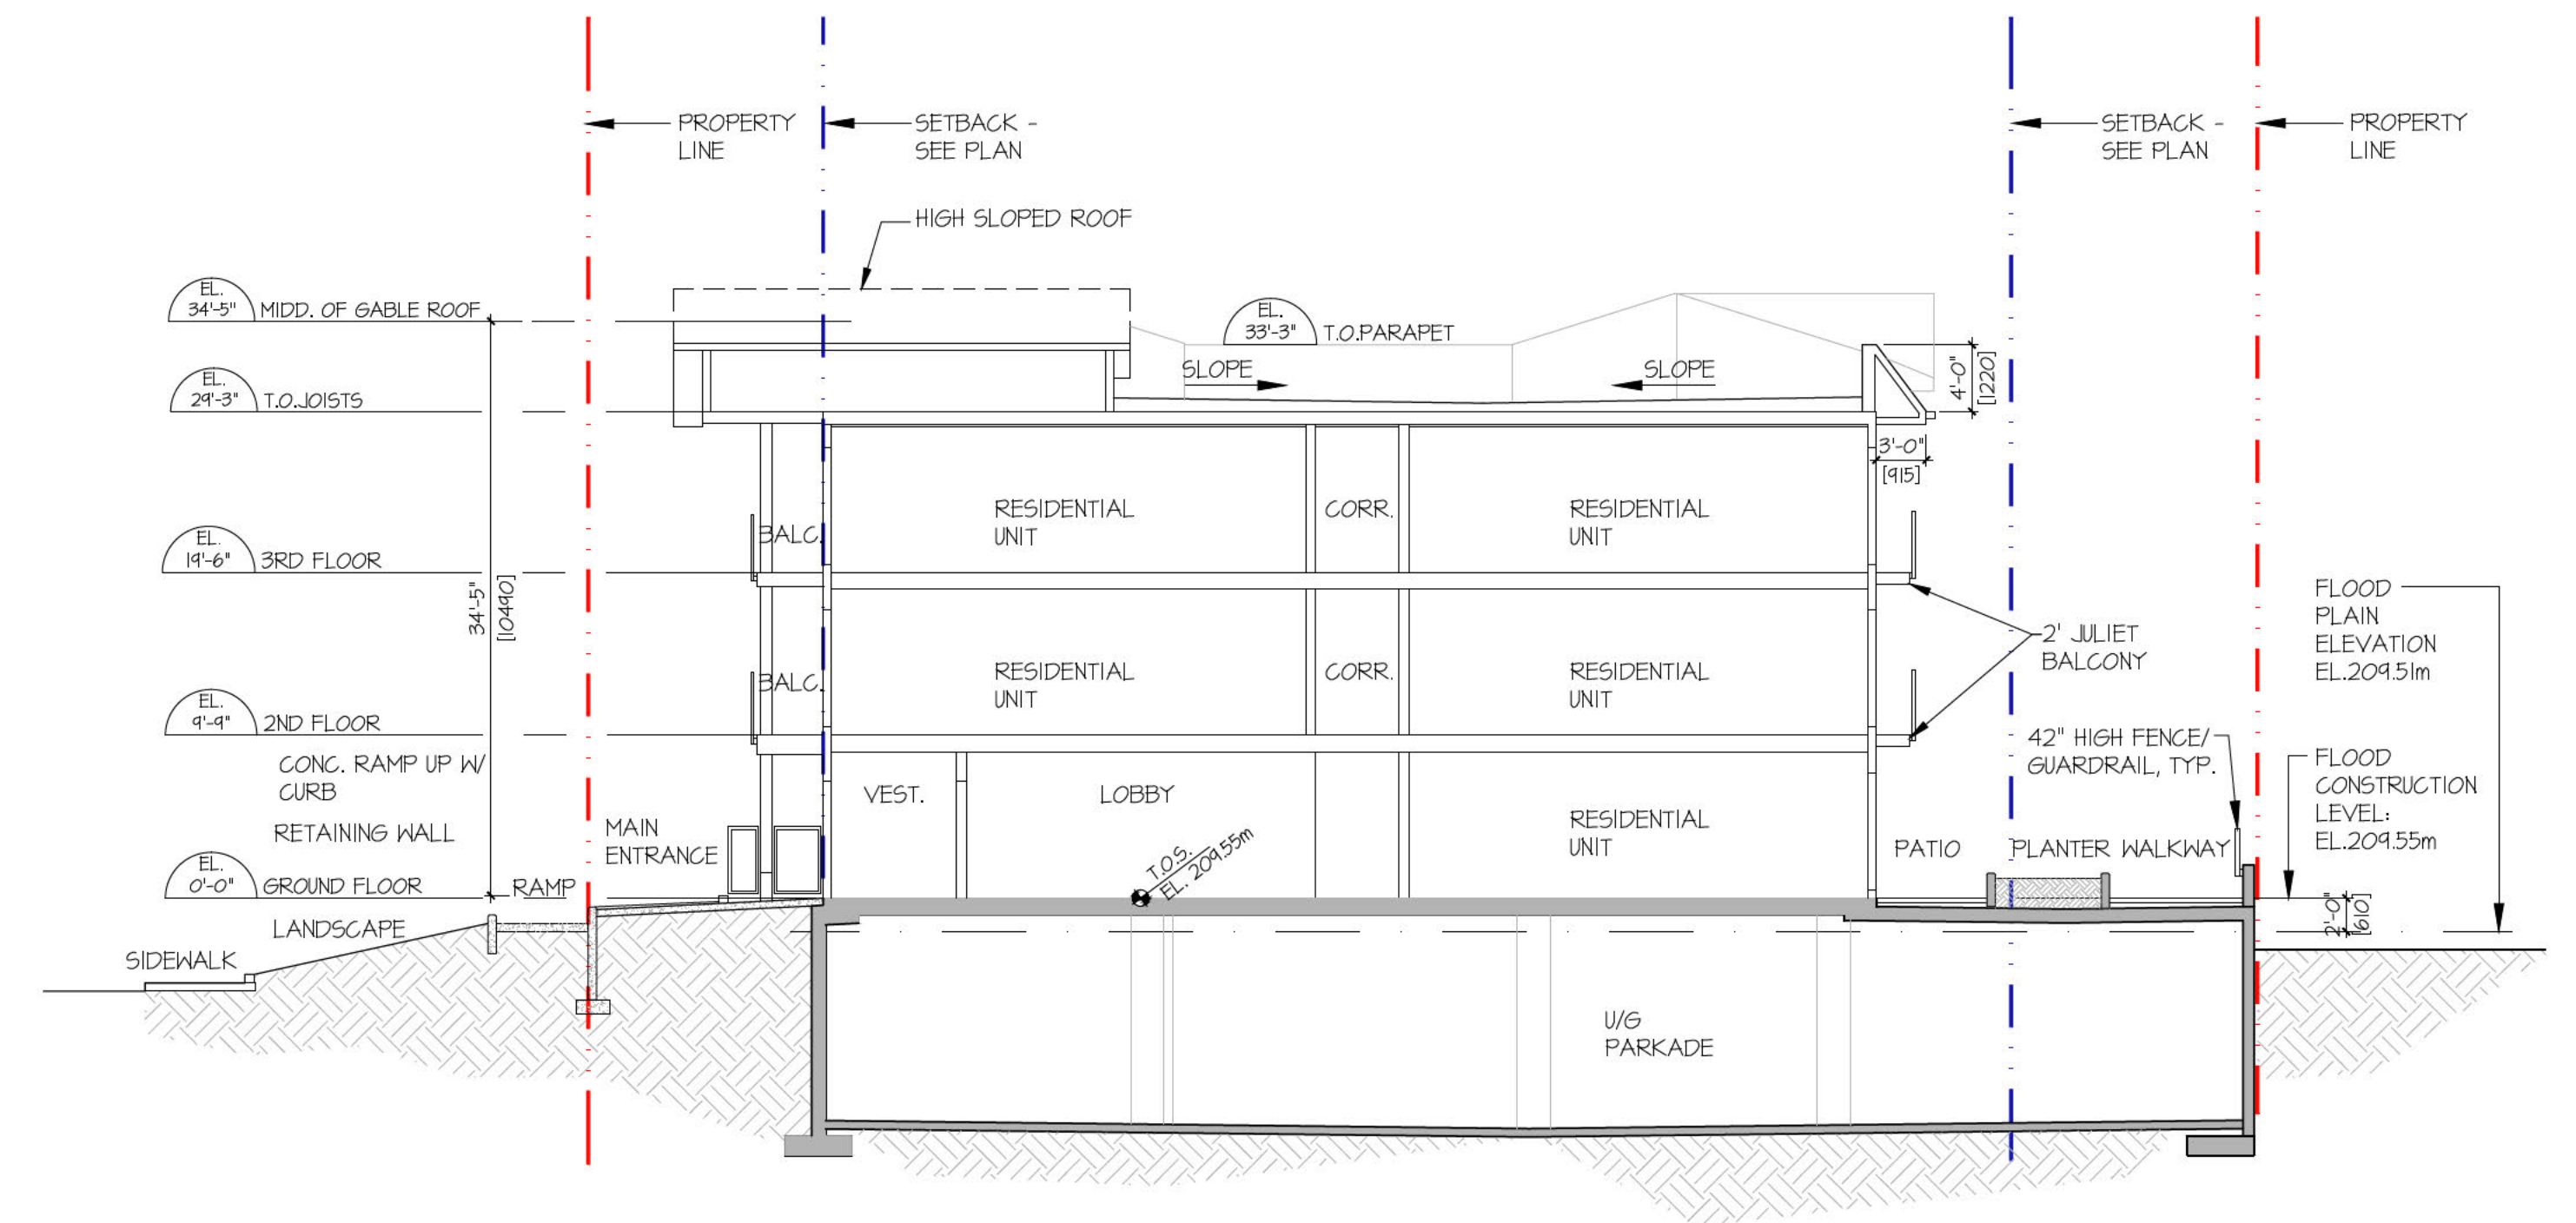 PROPERTY
LINE
SETBACK -
SEE PLAN
SETBACK -
SEE PLAN
PROPERTY
LINE
HIGH SLOPED ROOF
EL.
34'-5"
MIDD. OF GABLE ROOF
EL.
33'-3"
T.O.PARAPET
SLOPE
SLOPE
4'-0"
[1220]
EL.
29'-3"
T.O.JOISTS
3'-0"
[915]
RESIDENTIAL
UNIT
CORR.
RESIDENTIAL
UNIT
BALC.
EL.
19'-6"
3RD FLOOR
34'-5"
[10490]
FLOOD
PLAIN
ELEVATION
EL.209.51m
2' JULIET
BALCONY
RESIDENTIAL
UNIT
CORR.
RESIDENTIAL
UNIT
BALC.
EL.
9'-9"
2ND FLOOR
42" HIGH FENCE/
GUARDRAIL, TYP.
FLOOD
CONSTRUCTION
LEVEL:
EL.209.55m
CONC. RAMP UP W/
CURB
VEST.
LOBBY
RETAINING WALL
MAIN
ENTRANCE
RESIDENTIAL
UNIT
PATIO
PLANTER WALKWAY
T.O.S.
EL. 209.55m
EL.
0'-0"
GROUND FLOOR
RAMP
2'-0"
[610]
LANDSCAPE
SIDEWALK
U/G
PARKADE